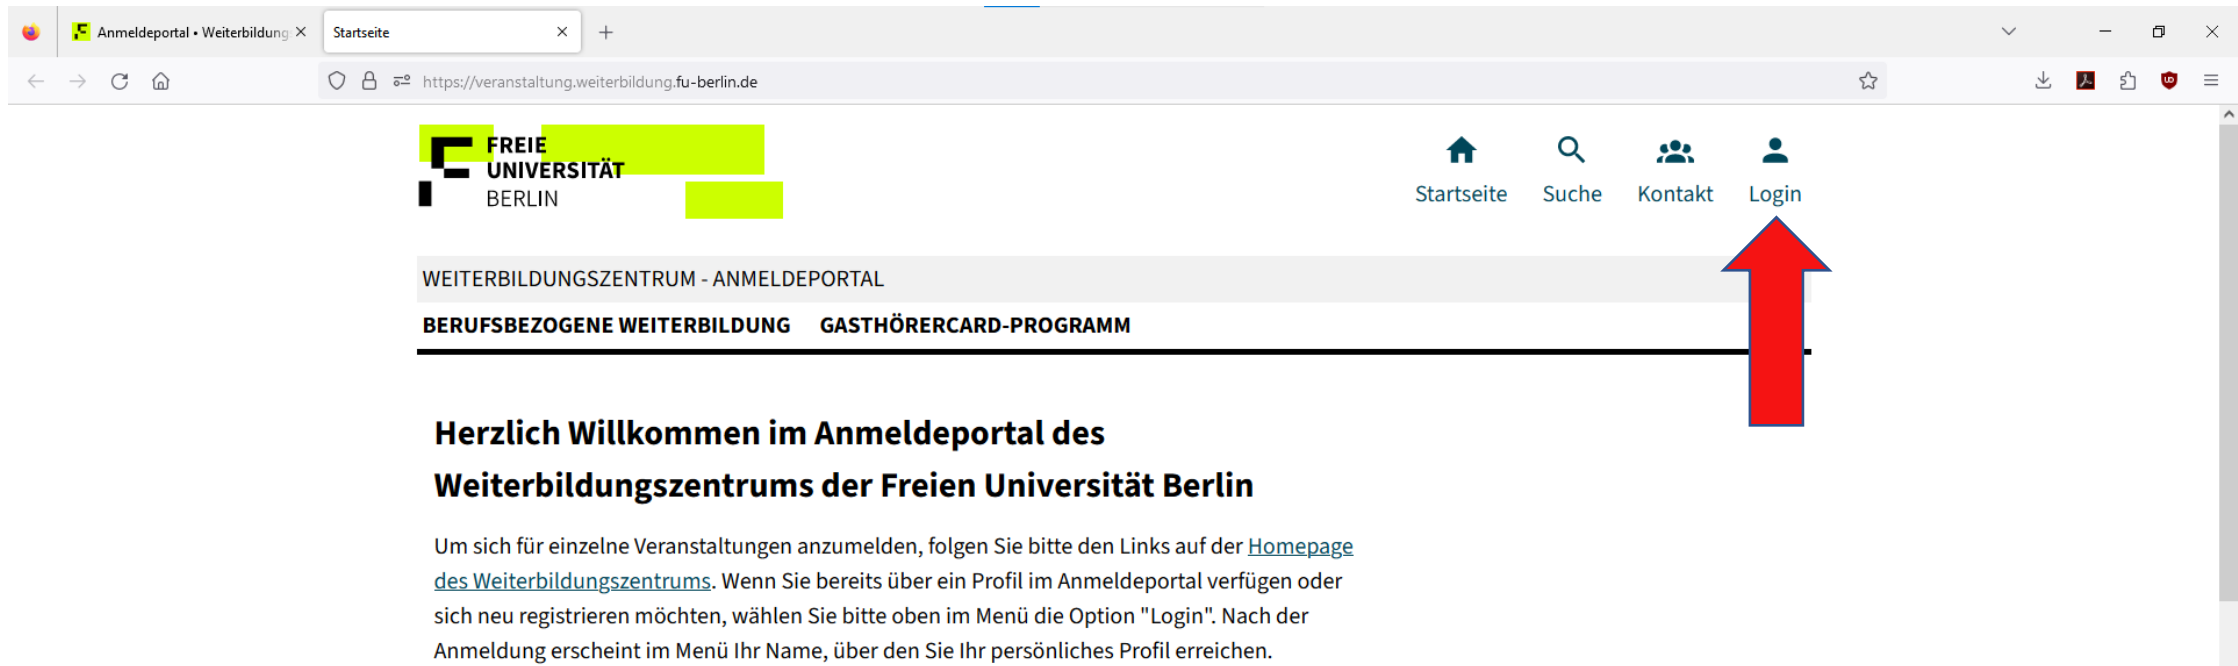 Anmeldeportal • Weiterbildung
Startseite
https://veranstaltung.weiterbildung.fu-berlin.de
FREIE
UNIVERSITÄT
BERLIN
Startseite Suche Kontakt Login
WEITERBILDUNGSZENTRUM - ANMELDEPORTAL
BERUFSBEZOGENE WEITERBILDUNG GASTHÖRERCARD-PROGRAMM
Herzlich Willkommen im Anmeldeportal des
Weiterbildungszentrums der Freien Universität Berlin
Um sich für einzelne Veranstaltungen anzumelden, folgen Sie bitte den Links auf der Homepage
des Weiterbildungszentrums. Wenn Sie bereits über ein Profil im Anmeldeportal verfügen oder
sich neu registrieren möchten, wählen Sie bitte oben im Menü die Option "Login". Nach der
Anmeldung erscheint im Menü Ihr Name, über den Sie Ihr persönliches Profil erreichen.